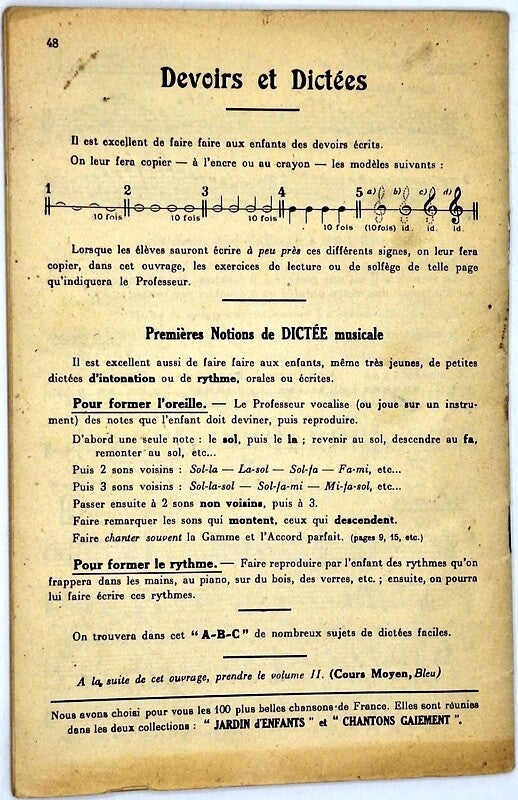 48
Devoirs et Dictées
Il est excellent de faire faire aux enfants des devoirs écrits.
On leur fera copier — à l'encre ou au crayon — les modèles suivants :
1 2 3 4 5 a) b) c) d)
10 fois 10 fois 10 fois 10 fois (10 fois) id. id. id.
Lorsque les élèves sauront écrire à peu près ces différents signes, on leur fera
copier, dans cet ouvrage, les exercices de lecture ou de solfège de telle page
qu'indiquera le Professeur.
Premières Notions de DICTÉE musicale
Il est excellent aussi de faire faire aux enfants, même très jeunes, de petites
dictées d'intonation ou de rythme, orales ou écrites.
Pour former l'oreille. — Le Professeur vocalise (ou joue sur un instru-
ment) des notes que l'enfant doit deviner, puis reproduire.
D'abord une seule note : le sol, puis le la ; revenir au sol, descendre au fa,
remonter au sol, etc...
Puis 2 sons voisins : Sol-la — La-sol — Sol-fa — Fa-mi, etc...
Puis 3 sons voisins : Sol-la-sol — Sol-fa-mi — Mi-fa-sol, etc...
Passer ensuite à 2 sons non voisins, puis à 3.
Faire remarquer les sons qui montent, ceux qui descendent.
Faire chanter souvent la Gamme et l'Accord parfait. (pages 9, 15, etc.)
Pour former le rythme. — Faire reproduire par l'enfant des rythmes qu'on
frappera dans les mains, au piano, sur du bois, des verres, etc. ; ensuite, on pourra
lui faire écrire ces rythmes.
On trouvera dans cet “ A-B-C ” de nombreux sujets de dictées faciles.
A la suite de cet ouvrage, prendre le volume II. (Cours Moyen, Bleu)
Nous avons choisi pour vous les 100 plus belles chansons de France. Elles sont réunies
dans les deux collections : “ JARDIN d'ENFANTS ” et “ CHANTONS GAIEMENT ”.